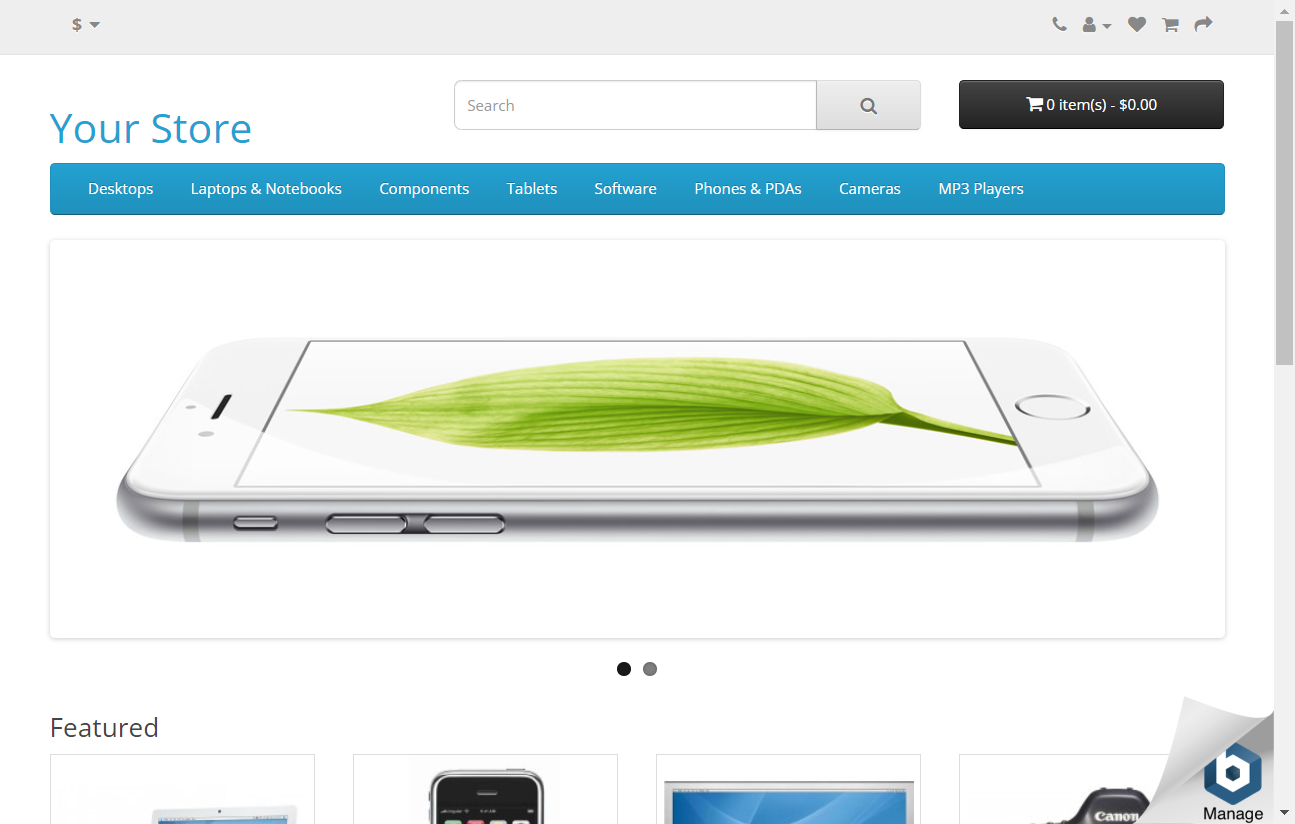 $
Search
0 item(s) - $0.00
Your Store
Desktops
Laptops & Notebooks
Components
Tablets
Software
Phones & PDAs
Cameras
MP3 Players
Featured
Canon
Manage